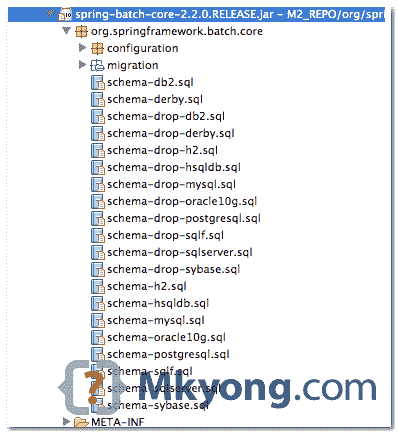 spring-batch-core-2.2.0.RELEASE.jar – M2_REPO/org/spri
org.springframework.batch.core
configuration
migration
schema-db2.sql
schema-derby.sql
schema-drop-db2.sql
schema-drop-derby.sql
schema-drop-h2.sql
schema-drop-hsqldb.sql
schema-drop-mysql.sql
schema-drop-oracle10g.sql
schema-drop-postgresql.sql
schema-drop-sqlf.sql
schema-drop-sqlserver.sql
schema-drop-sybase.sql
schema-h2.sql
schema-hsqldb.sql
schema-mysql.sql
schema-oracle10g.sql
schema-postgresql.sql
schema-sqlf.sql
schema-sqlserver.sql
schema-sybase.sql
META-INF
{?} Mkyong.com